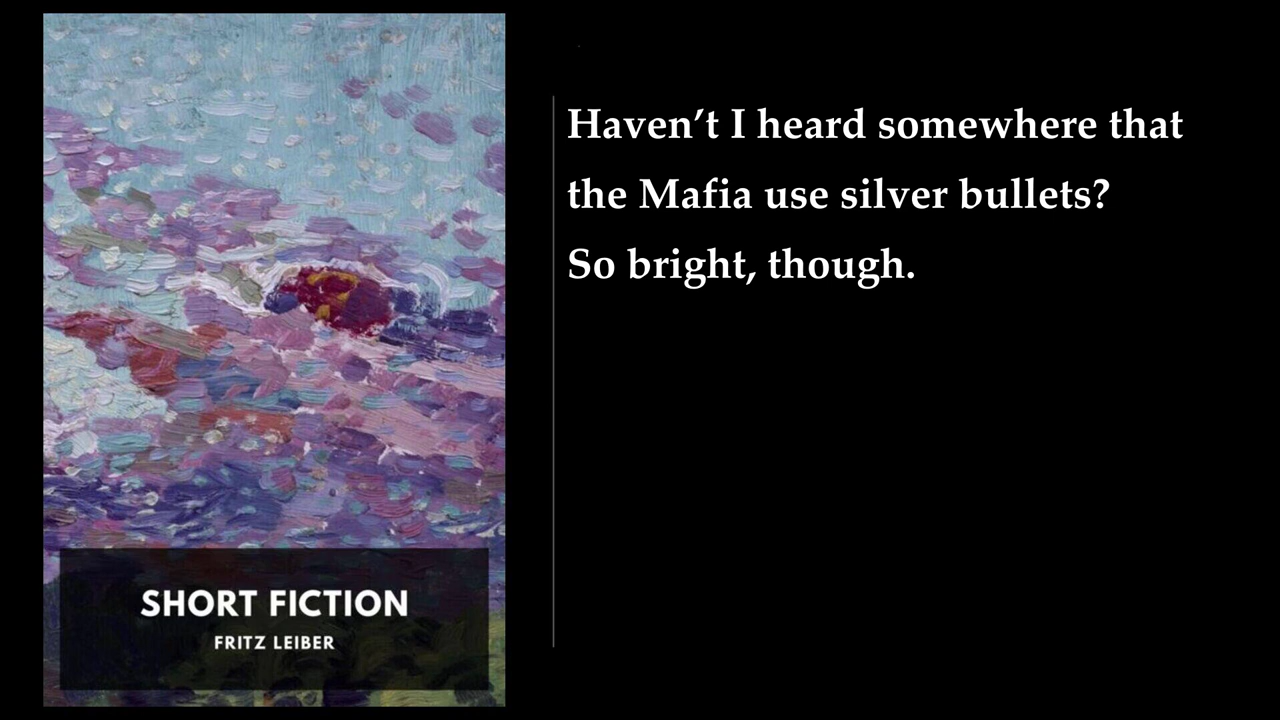 SHORT FICTION
FRITZ LEIBER
Haven’t I heard somewhere that
the Mafia use silver bullets?
So bright, though.